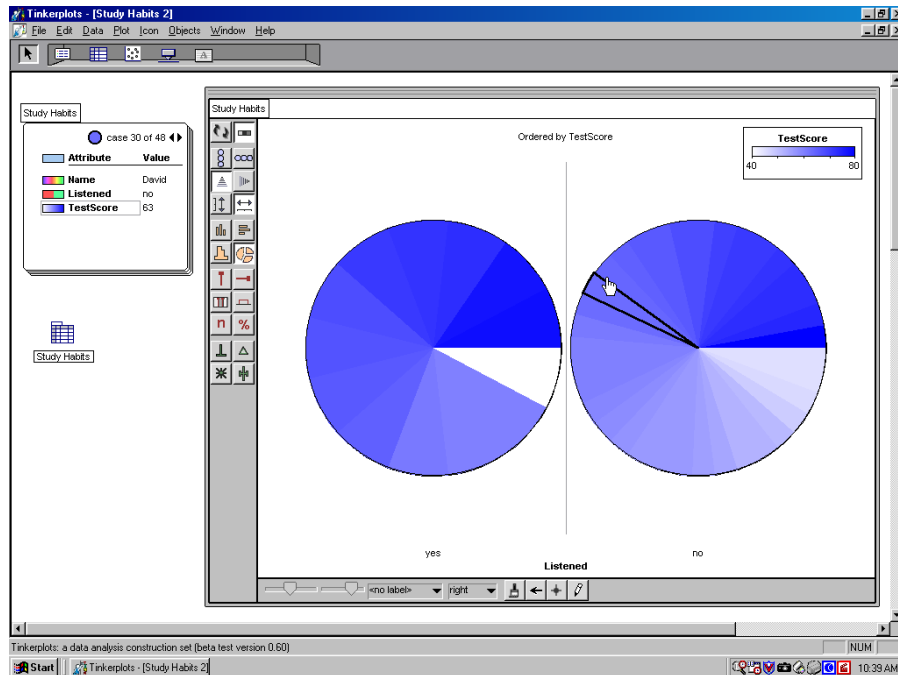 Tinkerplots - [Study Habits 2]
File Edit Data Plot Icon Objects Window Help
A
Study Habits
case 30 of 48
Attribute Value
Name David
Listened no
TestScore 63
Study Habits
Study Habits
Ordered by TestScore
TestScore
40 80
n %
yes no
Listened
<no label> right
Tinkerplots: a data analysis construction set (beta test version 0.60)
NUM
Start
Tinkerplots - [Study Habits 2]
10:39 AM